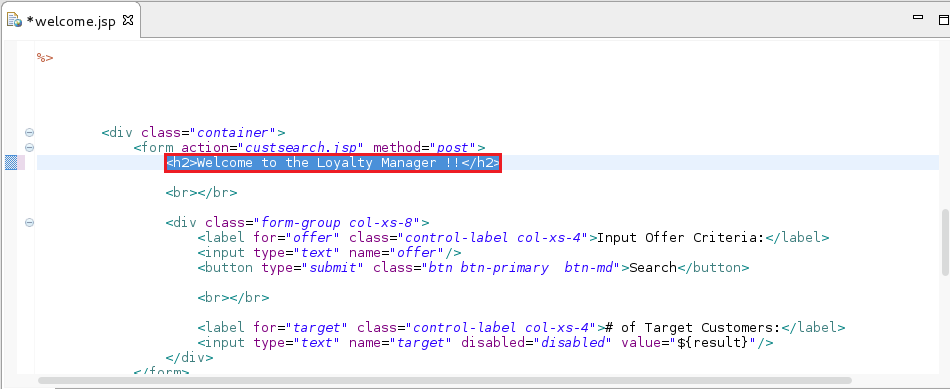 *welcome.jsp
%>
<div class="container">
<form action="custsearch.jsp" method="post">
<h2>Welcome to the Loyalty Manager !!</h2>
<br></br>
<div class="form-group col-xs-8">
<label for="offer" class="control-label col-xs-4">Input Offer Criteria:</label>
<input type="text" name="offer"/>
<button type="submit" class="btn btn-primary  btn-md">Search</button>
<br></br>
<label for="target" class="control-label col-xs-4"># of Target Customers:</label>
<input type="text" name="target" disabled="disabled" value="${result}"/>
</div>
</form>